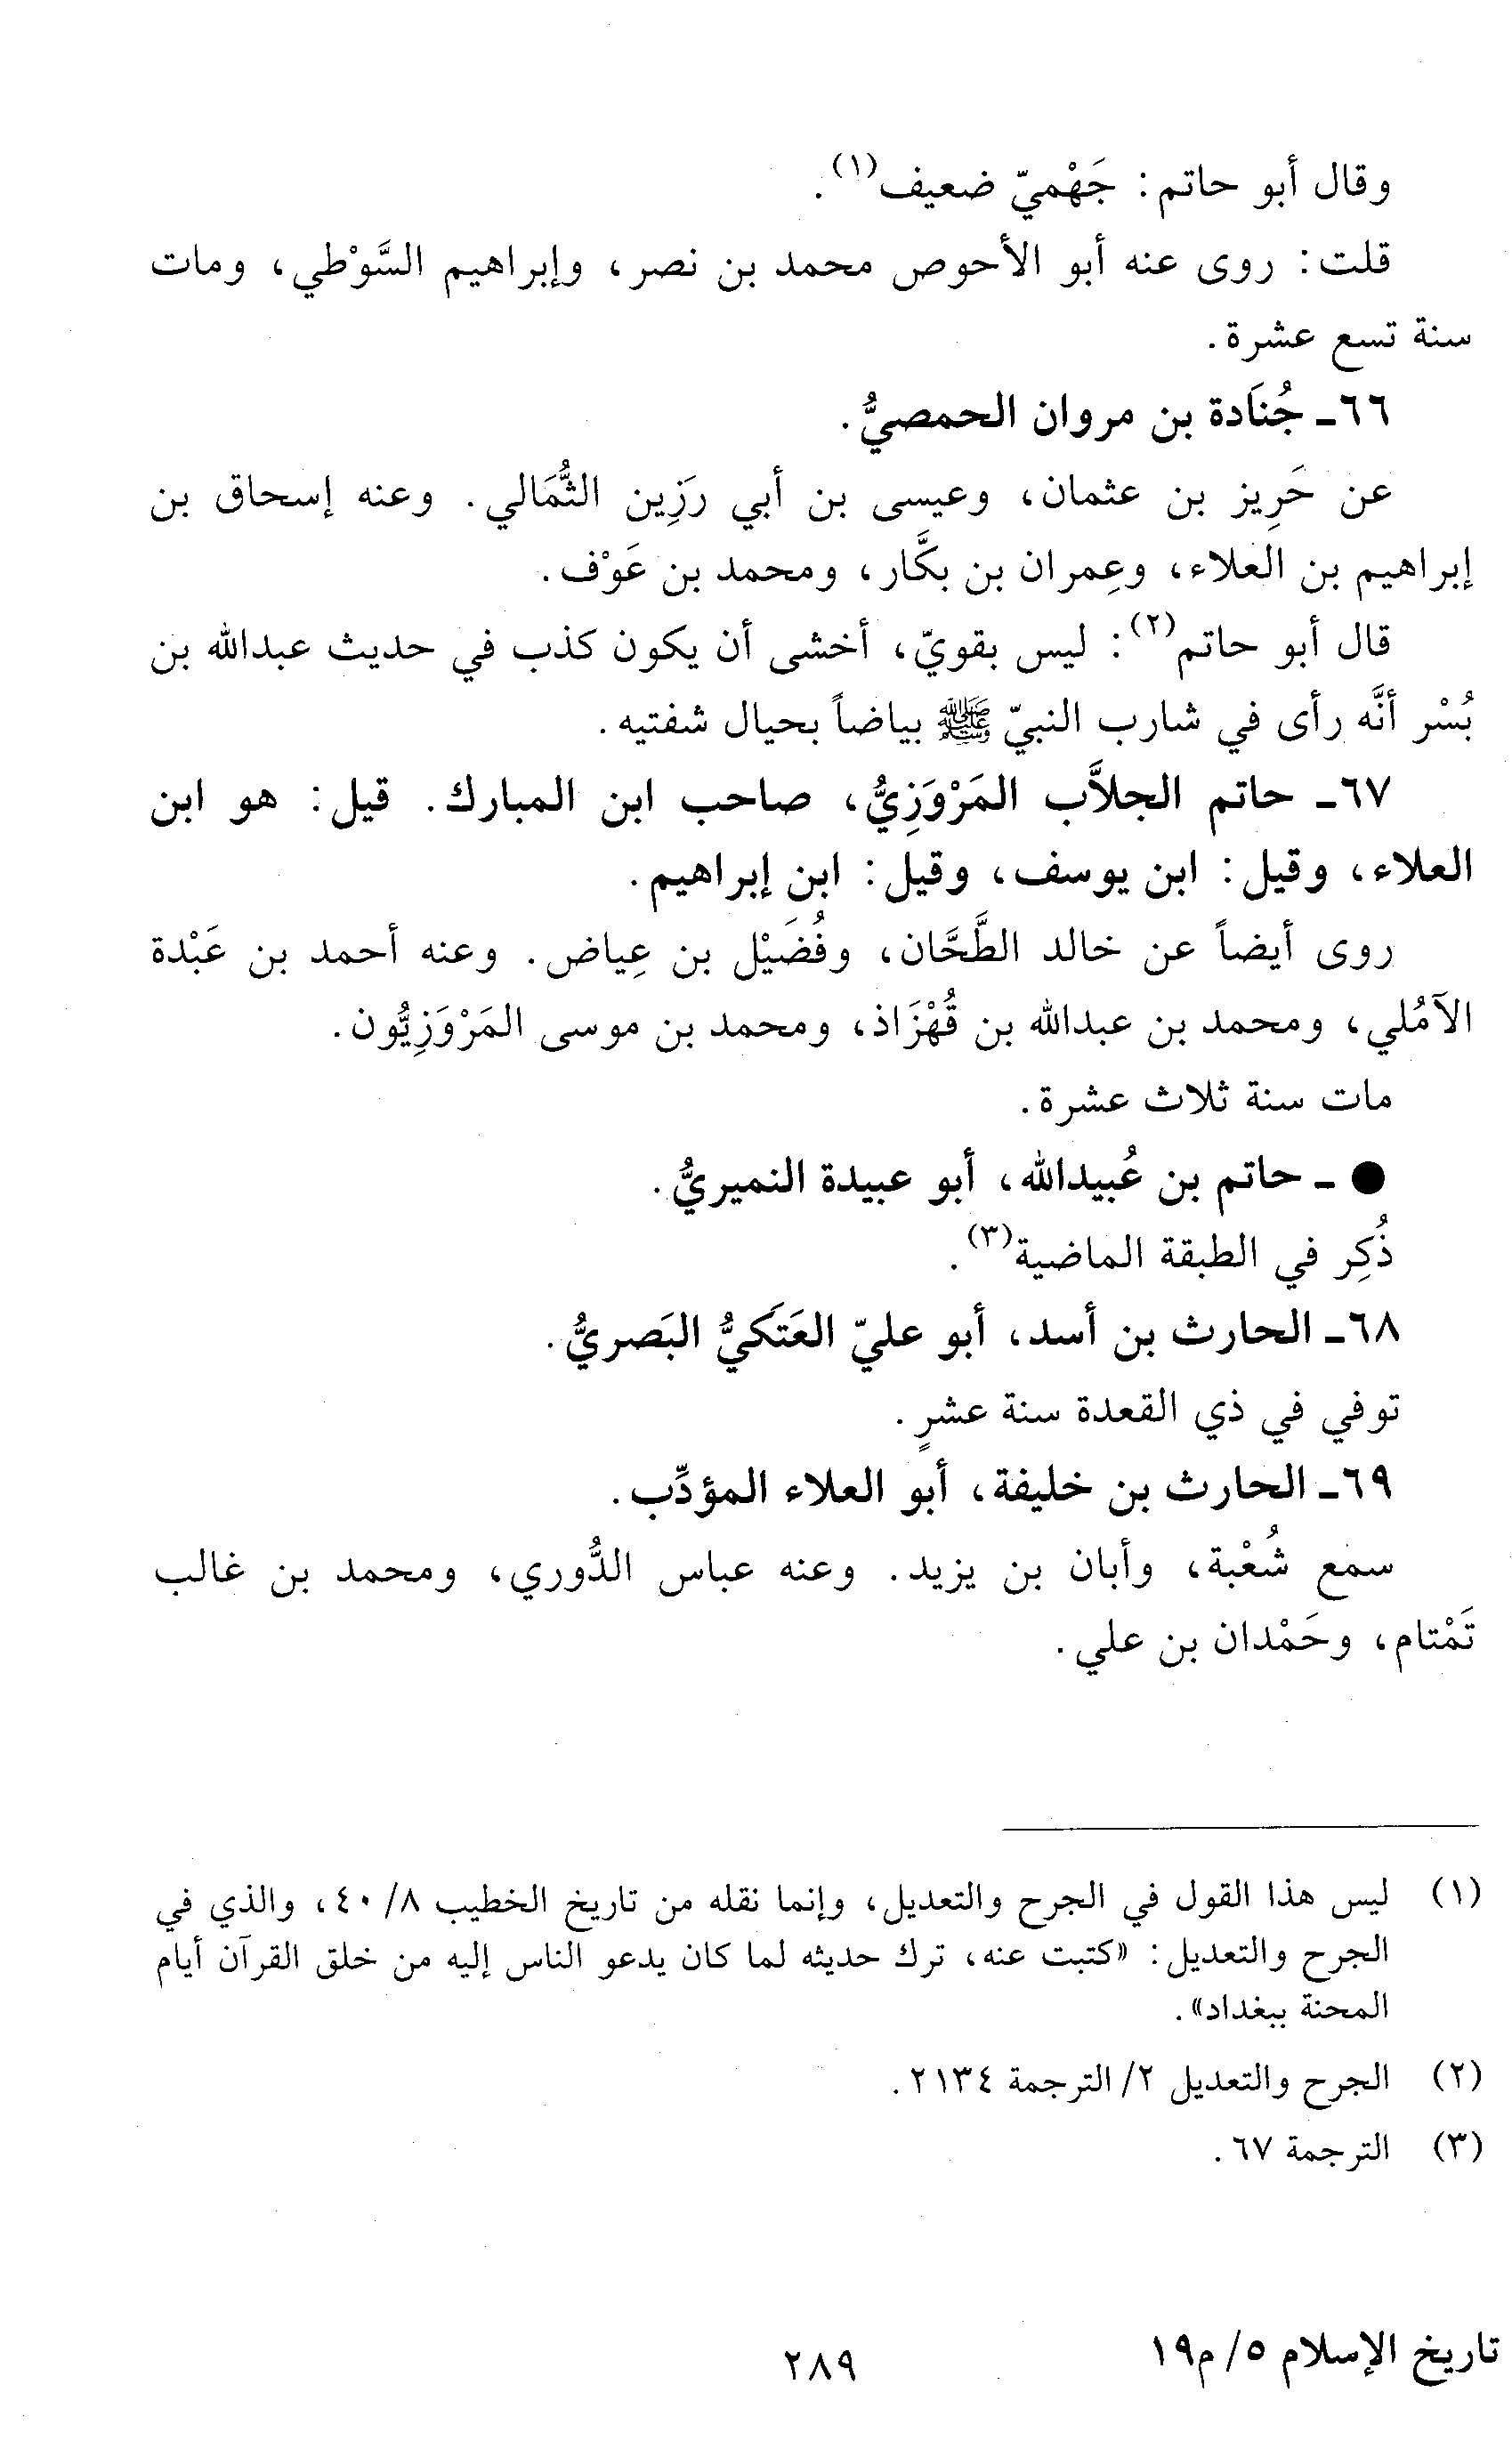 وقال أبو حاتم: جَهْميّ ضعيف(١).
قلت: روى عنه أبو الأحوص محمد بن نصر، وإبراهيم السَّوْطي، ومات
سنة تسع عشرة.
٦٦ـ جُنَادة بن مروان الحمصيُّ.
عن حَرِيز بن عثمان، وعيسى بن أبي رَزِين الثُّمَالي. وعنه إسحاق بن
إبراهيم بن العلاء، وعِمران بن بكَّار، ومحمد بن عَوْف.
قال أبو حاتم(٢): ليس بقويّ، أخشى أن يكون كذب في حديث عبدالله بن
بُسْر أنَّه رأى في شارب النبيّ ﷺ بياضاً بحيال شفتيه.
٦٧ـ حاتم الجلاَّب المَرْوَزِيُّ، صاحب ابن المبارك. قيل: هو ابن
العلاء، وقيل: ابن يوسف، وقيل: ابن إبراهيم.
روى أيضاً عن خالد الطَّحَّان، وفُضَيْل بن عِياض. وعنه أحمد بن عَبْدة
الآمُلي، ومحمد بن عبدالله بن قُهْزَاذ، ومحمد بن موسى المَرْوَزِيُّون.
مات سنة ثلاث عشرة.
● ـ حاتم بن عُبيدالله، أبو عبيدة النميريُّ.
ذُكِر في الطبقة الماضية(٣).
٦٨ـ الحارث بن أسد، أبو عليّ العَتَكيُّ البَصريُّ.
توفي في ذي القعدة سنة عشرٍ.
٦٩ـ الحارث بن خليفة، أبو العلاء المؤدِّب.
سمع شُعْبة، وأبان بن يزيد. وعنه عباس الدُّوري، ومحمد بن غالب
تَمْتام، وحَمْدان بن علي.
(١) ليس هذا القول في الجرح والتعديل، وإنما نقله من تاريخ الخطيب ٨/ ٤٠، والذي في
الجرح والتعديل: «كتبت عنه، ترك حديثه لما كان يدعو الناس إليه من خلق القرآن أيام
المحنة ببغداد».
(٢) الجرح والتعديل ٢/ الترجمة ٢١٣٤.
(٣) الترجمة ٦٧.
تاريخ الإسلام ٥/ م١٩
٢٨٩